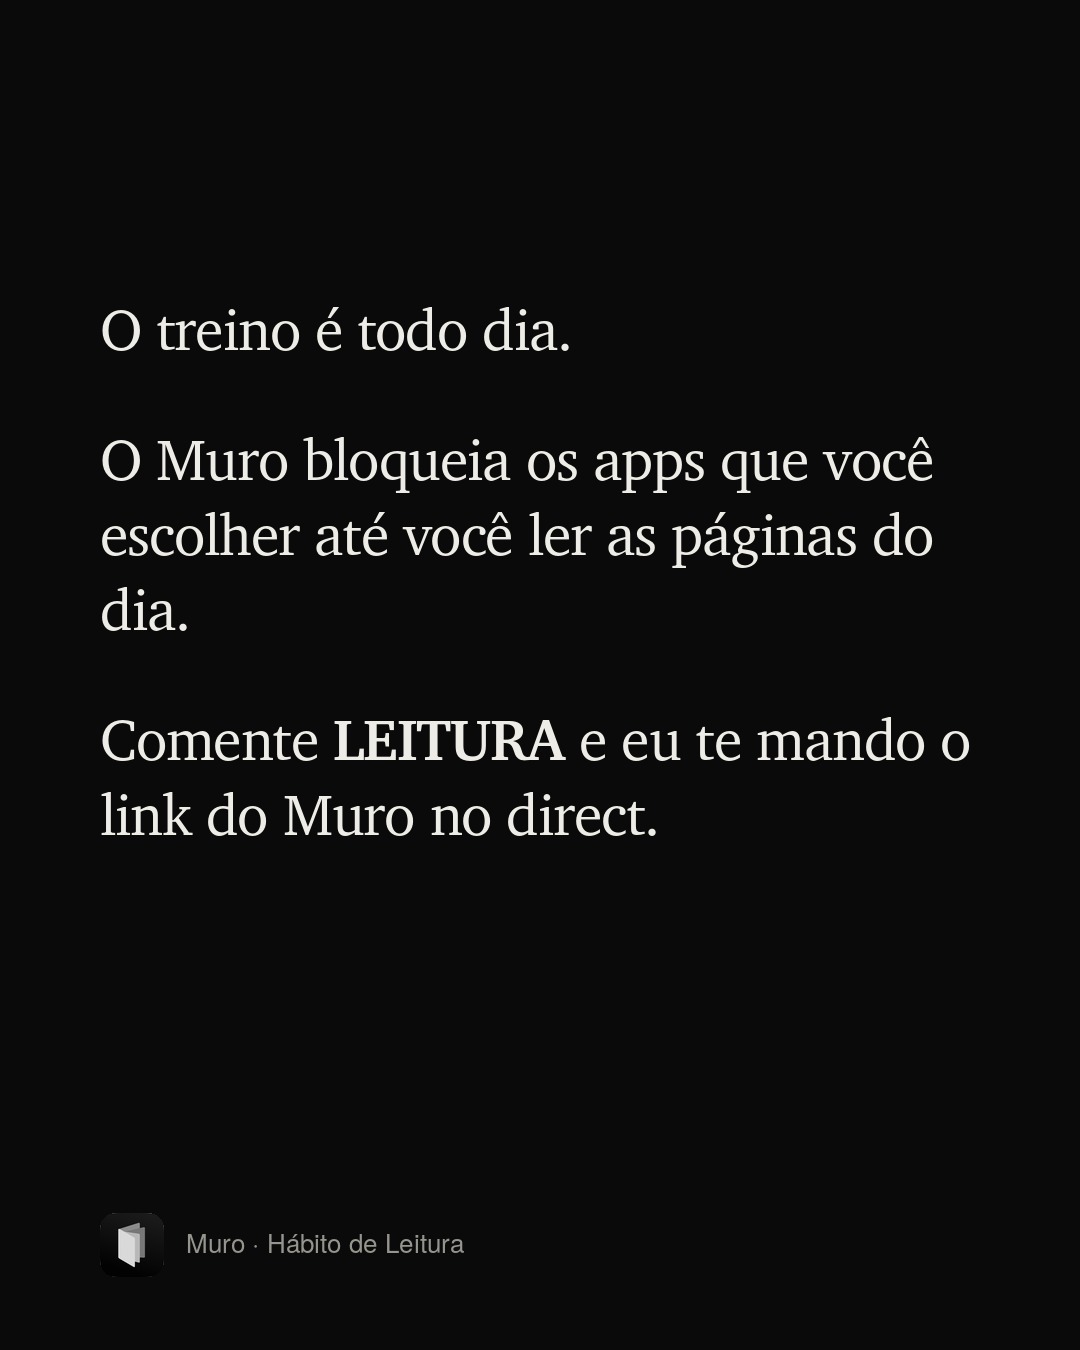 O treino é todo dia.
O Muro bloqueia os apps que você
escolher até você ler as páginas do
dia.
Comente LEITURA e eu te mando o
link do Muro no direct.
Muro · Hábito de Leitura